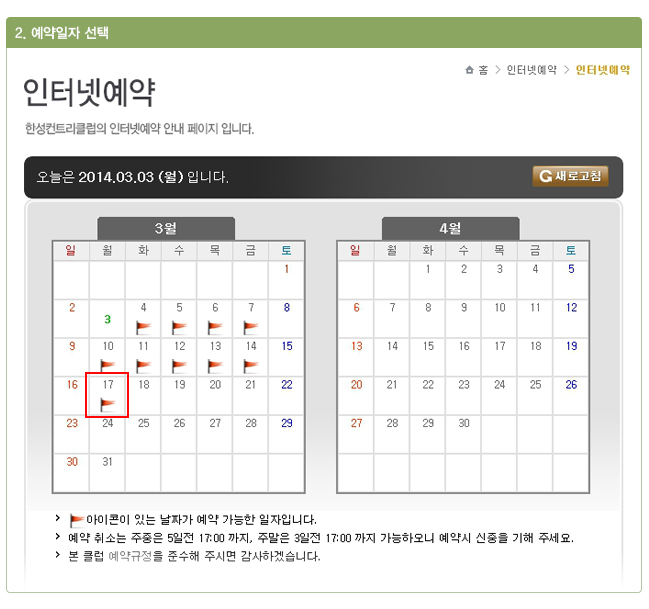 2. 예약일자 선택
홈 > 인터넷예약 > 인터넷예약
인터넷예약
한성컨트리클럽의 인터넷예약 안내 페이지 입니다.
오늘은 2014.03.03 (월) 입니다.
G 새로고침
3월
일 월 화 수 목 금 토
1
2 3 4 5 6 7 8
9 10 11 12 13 14 15
16 17 18 19 20 21 22
23 24 25 26 27 28 29
30 31
4월
일 월 화 수 목 금 토
1 2 3 4 5
6 7 8 9 10 11 12
13 14 15 16 17 18 19
20 21 22 23 24 25 26
27 28 29 30
> 아이콘이 있는 날짜가 예약 가능한 일자입니다.
> 예약 취소는 주중은 5일전 17:00 까지, 주말은 3일전 17:00 까지 가능하오니 예약시 신중을 기해 주세요.
> 본 클럽 예약규정을 준수해 주시면 감사하겠습니다.